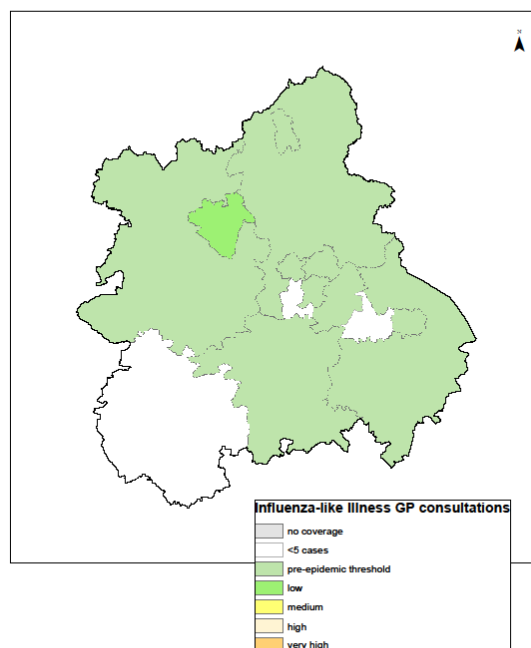 N
Influenza-like Illness GP consultations
no coverage
<5 cases
pre-epidemic threshold
low
medium
high
very high